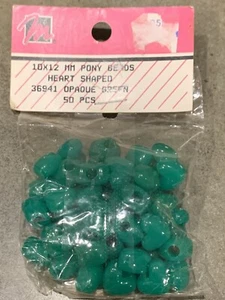 10X12 MM PONY BEADS
HEART SHAPED
36941 OPAQUE GREEN
50 PCS